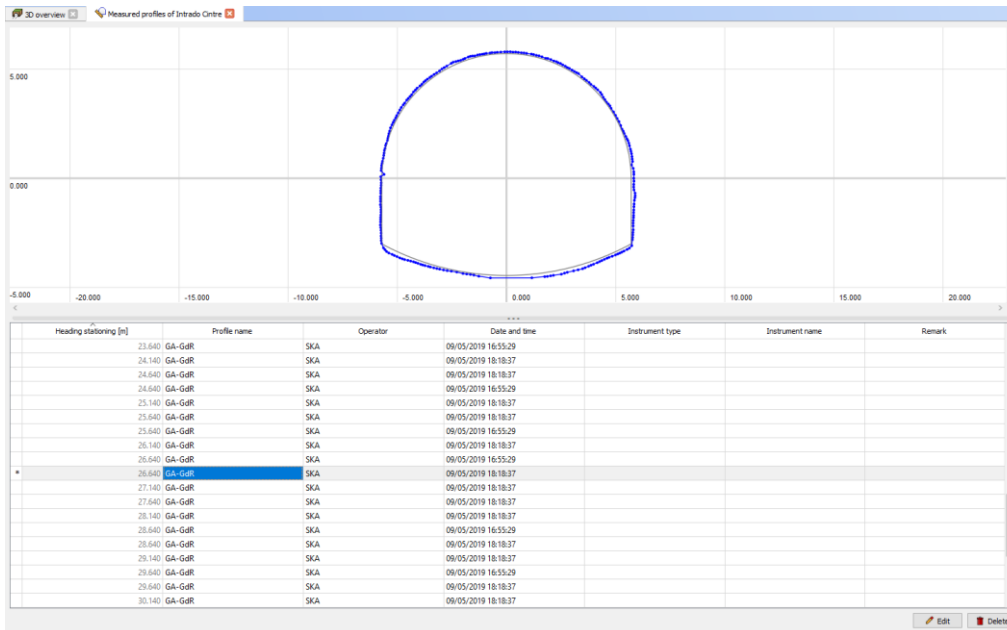 3D overview Measured profiles of Intrado Cintre
5.000
0.000
-5.000
-20.000 -15.000 -10.000 -5.000 0.000 5.000 10.000 15.000 20.000
Heading stationing [m] Profile name Operator Date and time Instrument type Instrument name Remark
23.640 GA-GdR SKA 09/05/2019 16:55:29
24.140 GA-GdR SKA 09/05/2019 18:18:37
24.640 GA-GdR SKA 09/05/2019 18:18:37
24.640 GA-GdR SKA 09/05/2019 16:55:29
25.140 GA-GdR SKA 09/05/2019 18:18:37
25.640 GA-GdR SKA 09/05/2019 18:18:37
25.640 GA-GdR SKA 09/05/2019 16:55:29
26.140 GA-GdR SKA 09/05/2019 18:18:37
26.640 GA-GdR SKA 09/05/2019 16:55:29
* 26.640 GA-GdR SKA 09/05/2019 18:18:37
27.140 GA-GdR SKA 09/05/2019 18:18:37
27.640 GA-GdR SKA 09/05/2019 18:18:37
28.140 GA-GdR SKA 09/05/2019 18:18:37
28.640 GA-GdR SKA 09/05/2019 16:55:29
28.640 GA-GdR SKA 09/05/2019 18:18:37
29.140 GA-GdR SKA 09/05/2019 18:18:37
29.640 GA-GdR SKA 09/05/2019 16:55:29
29.640 GA-GdR SKA 09/05/2019 18:18:37
30.140 GA-GdR SKA 09/05/2019 18:18:37
Edit Delete